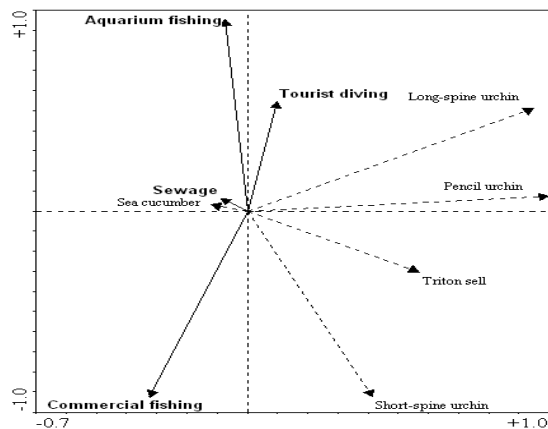 +1.0
Aquarium fishing
Tourist diving
Long-spine urchin
Sewage
Pencil urchin
Sea cucumber
Triton sell
Commercial fishing
Short-spine urchin
-1.0
-0.7
+1.0